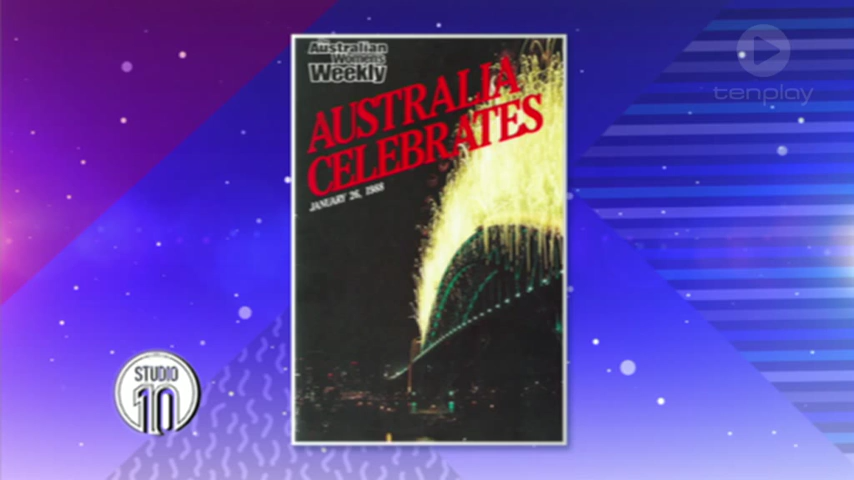 Australian
Women's
Weekly
AUSTRALIA
CELEBRATES
JANUARY 26, 1988
tenplay
STUDIO
10